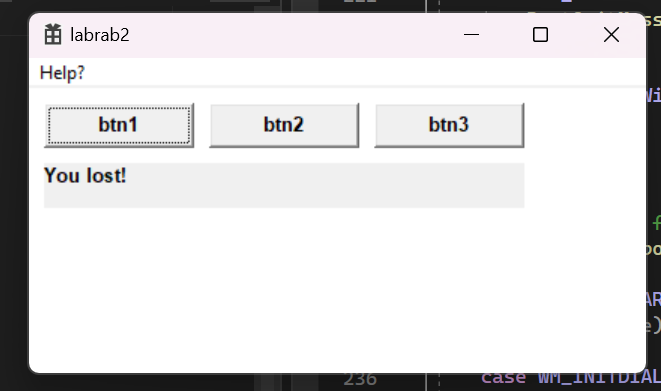 labrab2
Help?
btn1 btn2 btn3
You lost!
236 case WM_INITDIAL